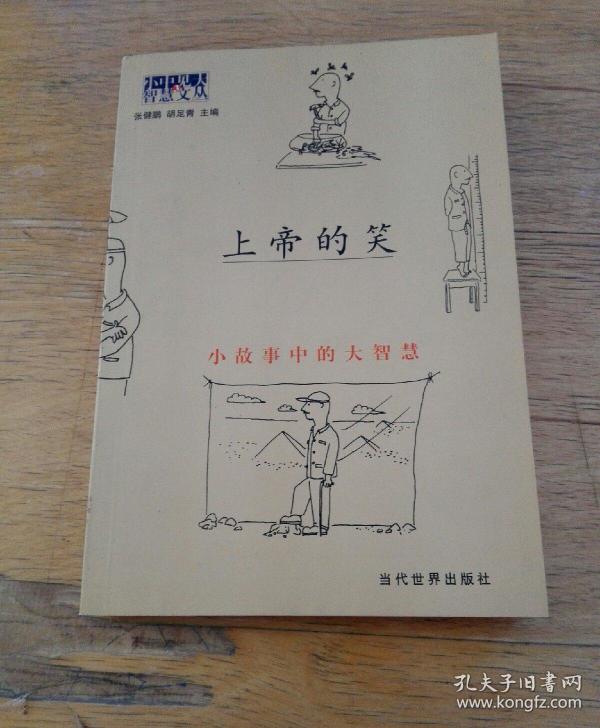 智慧受众
张健鹏 胡足青 主编
上帝的笑
小故事中的大智慧
当代世界出版社
孔夫子旧书网
www.kongfz.com